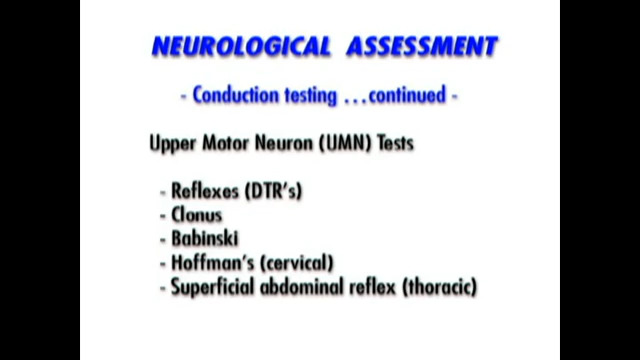 NEUROLOGICAL ASSESSMENT
- Conduction testing ...continued -
Upper Motor Neuron (UMN) Tests
- Reflexes (DTR's)
- Clonus
- Babinski
- Hoffman's (cervical)
- Superficial abdominal reflex (thoracic)